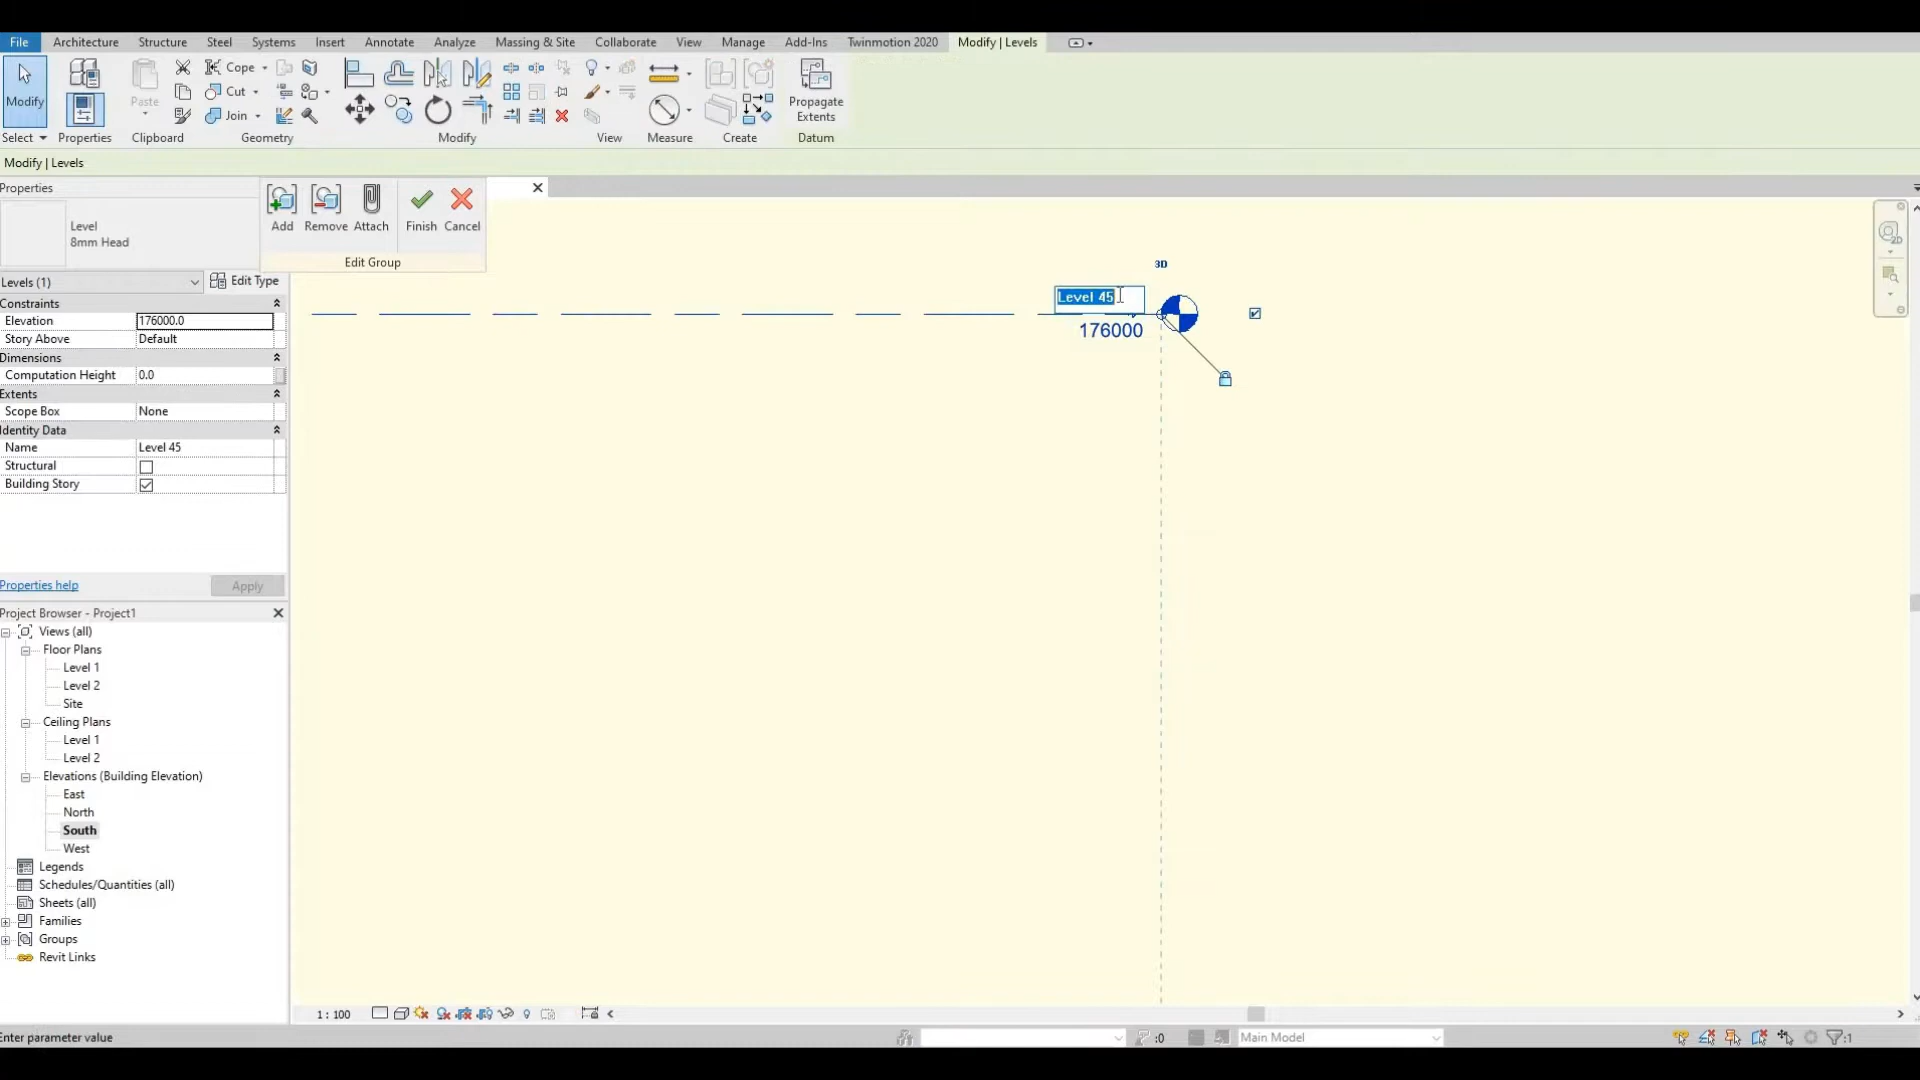 File Architecture Structure Steel Systems Insert Annotate Analyze Massing & Site Collaborate View Manage Add-Ins Twinmotion 2020 Modify | Levels
Modify
Paste
Cope
Cut
Join
Propagate
Extents
Select Properties Clipboard Geometry Modify View Measure Create Datum
Modify | Levels
Properties
Level
8mm Head
Add Remove Attach Finish Cancel
Edit Group
Levels (1) Edit Type
Constraints
Elevation 176000.0
Story Above Default
Dimensions
Computation Height 0.0
Extents
Scope Box None
Identity Data
Name Level 45
Structural
Building Story
Properties help Apply
3D
Level 45
176000
2D
Project Browser - Project1
Views (all)
Floor Plans
Level 1
Level 2
Site
Ceiling Plans
Level 1
Level 2
Elevations (Building Elevation)
East
North
South
West
Legends
Schedules/Quantities (all)
Sheets (all)
Families
Groups
Revit Links
1 : 100
Enter parameter value :0 Main Model :1